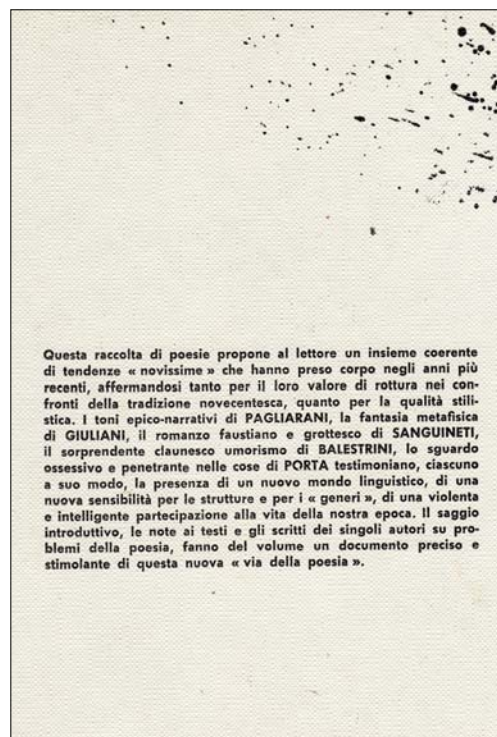 Questa raccolta di poesie propone al lettore un insieme coerente
di tendenze « novissime » che hanno preso corpo negli anni più
recenti, affermandosi tanto per il loro valore di rottura nei con-
fronti della tradizione novecentesca, quanto per la qualità stili-
stica. I toni epico-narrativi di PAGLIARANI, la fantasia metafisica
di GIULIANI, il romanzo faustiano e grottesco di SANGUINETI,
il sorprendente claunesco umorismo di BALESTRINI, lo sguardo
ossessivo e penetrante nelle cose di PORTA testimoniano, ciascuno
a suo modo, la presenza di un nuovo mondo linguistico, di una
nuova sensibilità per le strutture e per i « generi », di una violenta
e intelligente partecipazione alla vita della nostra epoca. Il saggio
introduttivo, le note ai testi e gli scritti dei singoli autori su pro-
blemi della poesia, fanno del volume un documento preciso e
stimolante di questa nuova « via della poesia ».